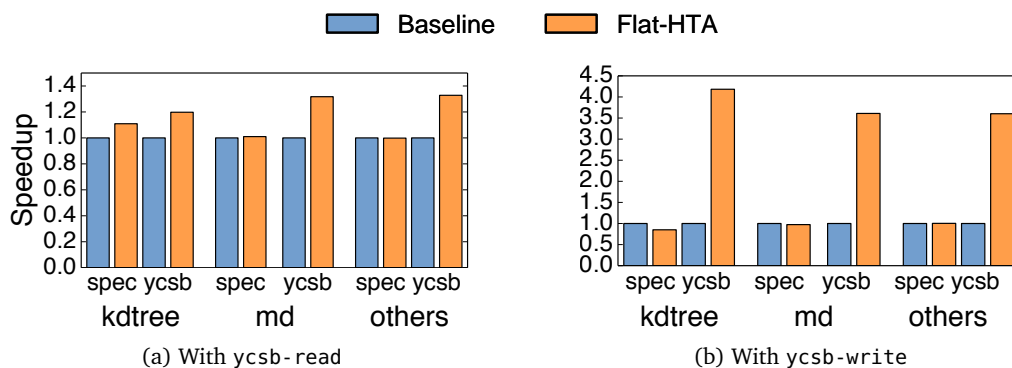 Baseline Flat-HTA
Speedup
1.4
1.2
1.0
0.8
0.6
0.4
0.2
0.0
spec ycsb spec ycsb spec ycsb
kdtree md others
(a) With ycsb-read
4.5
4.0
3.5
3.0
2.5
2.0
1.5
1.0
0.5
0.0
spec ycsb spec ycsb spec ycsb
kdtree md others
(b) With ycsb-write